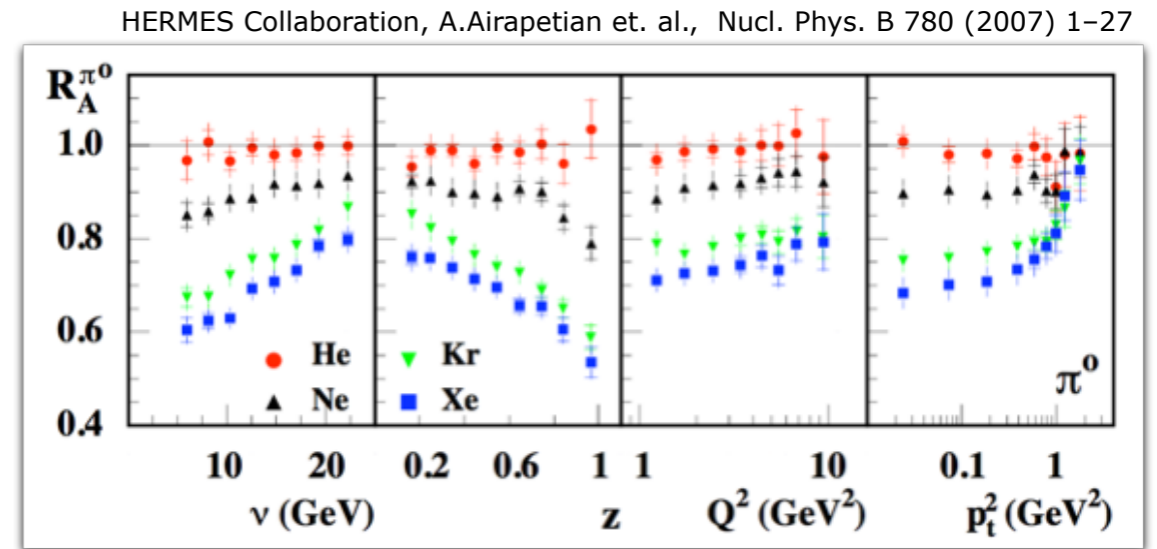 HERMES Collaboration, A.Airapetian et. al., Nucl. Phys. B 780 (2007) 1–27
R_A^π⁰
1.0
0.8
0.6
0.4
He Kr
Ne Xe
π⁰
10 20 0.2 0.6 1 1 10 0.1 1
ν (GeV) z Q² (GeV²) p_t² (GeV²)